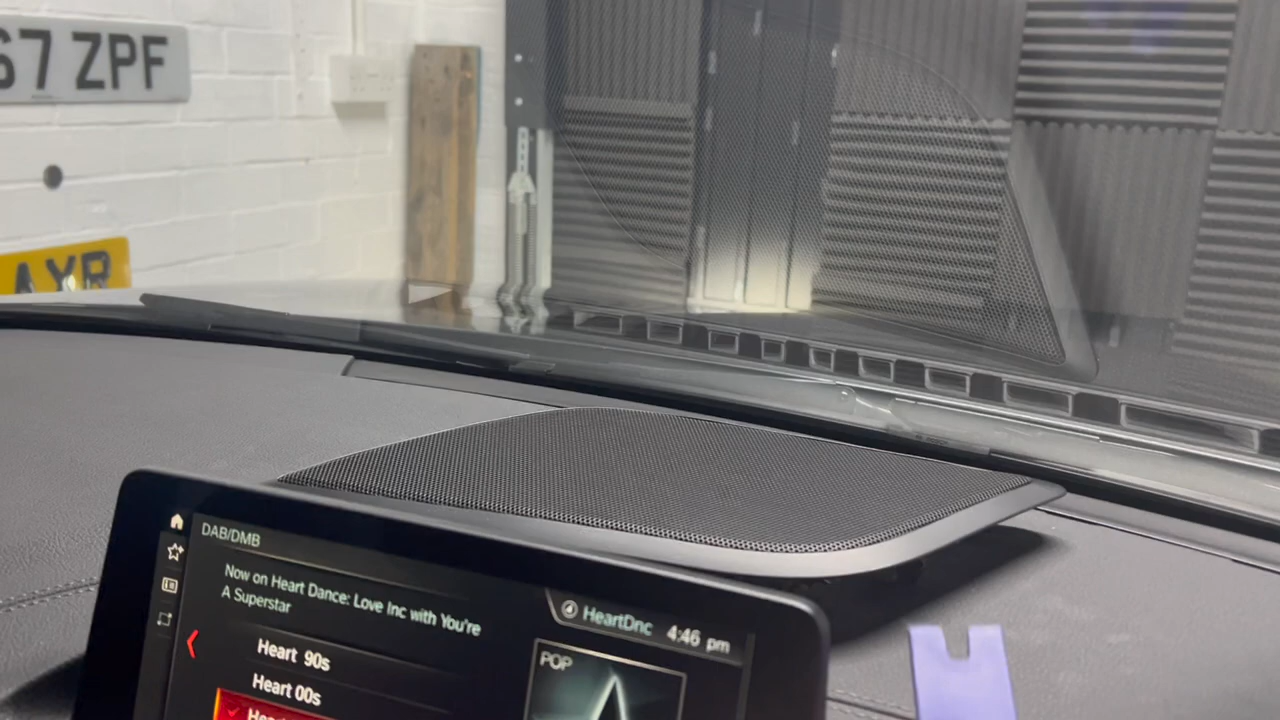 67 ZPF
AYR
DAB/DMB
Now on Heart Dance: Love Inc with You're
A Superstar
HeartDnc 4:46 pm
POP
Heart 90s
Heart 00s